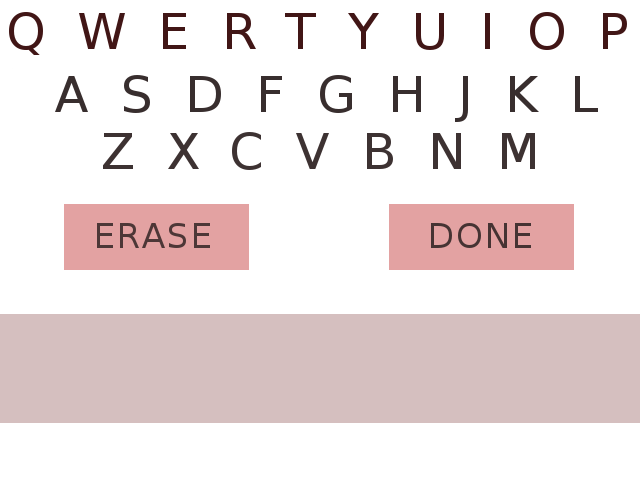 Q W E R T Y U I O P
A S D F G H J K L
Z X C V B N M
ERASE DONE